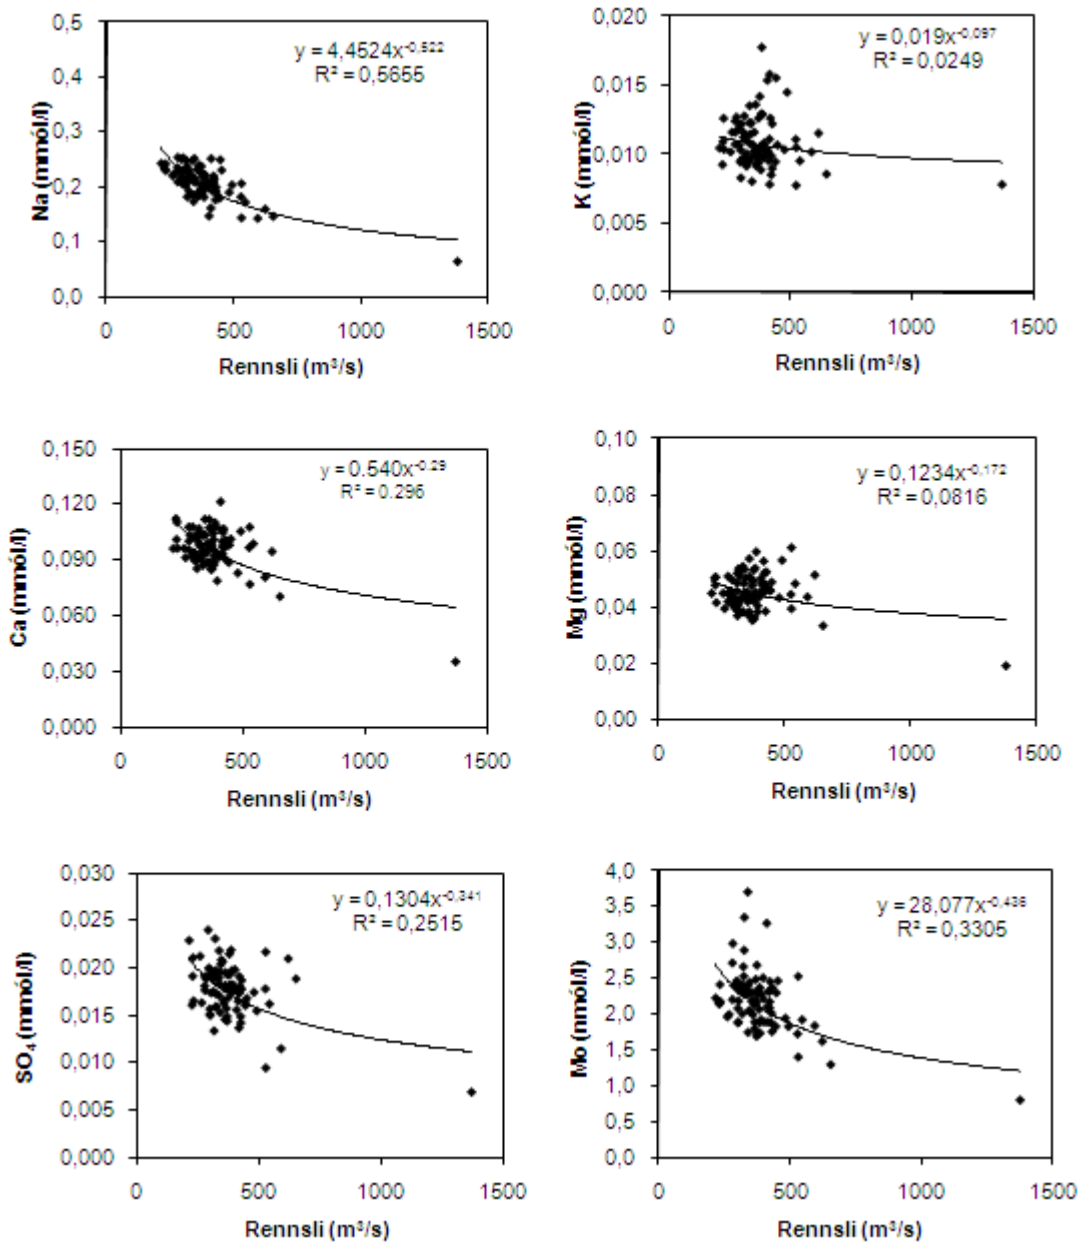 y = 4,4524x⁻⁰,⁵²²
R² = 0,5655
Na (mmól/l)
0,5
0,4
0,3
0,2
0,1
0,0
0 500 1000 1500
Rennsli (m³/s)
y = 0,019x⁻⁰,⁰⁹⁷
R² = 0,0249
K (mmól/l)
0,020
0,015
0,010
0,005
0,000
0 500 1000 1500
Rennsli (m³/s)
y = 0.540x⁻⁰·²⁹
R² = 0.296
Ca (mmól/l)
0,150
0,120
0,090
0,060
0,030
0,000
0 500 1000 1500
Rennsli (m³/s)
y = 0,1234x⁻⁰,¹⁷²
R² = 0,0816
Mg (mmól/l)
0,10
0,08
0,06
0,04
0,02
0,00
0 500 1000 1500
Rennsli (m³/s)
y = 0,1304x⁻⁰,³⁴¹
R² = 0,2515
SO₄ (mmól/l)
0,030
0,025
0,020
0,015
0,010
0,005
0,000
0 500 1000 1500
Rennsli (m³/s)
y = 28,077x⁻⁰,⁴³⁶
R² = 0,3305
Mo (nmól/l)
4,0
3,5
3,0
2,5
2,0
1,5
1,0
0,5
0,0
0 500 1000 1500
Rennsli (m³/s)